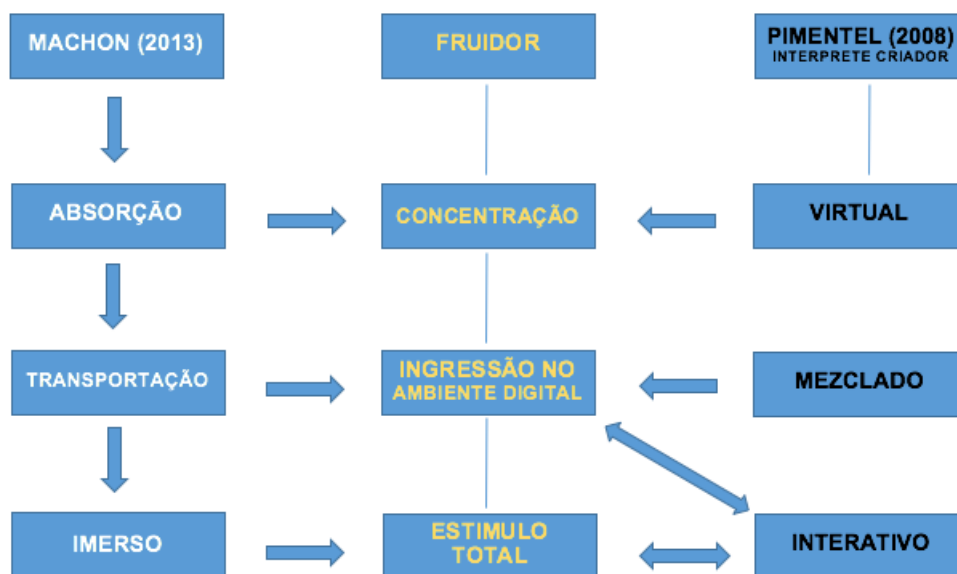 MACHON (2013)
FRUIDOR
PIMENTEL (2008)
INTERPRETE CRIADOR
ABSORÇÃO
CONCENTRAÇÃO
VIRTUAL
TRANSPORTAÇÃO
INGRESSÃO NO
AMBIENTE DIGITAL
MEZCLADO
IMERSO
ESTIMULO
TOTAL
INTERATIVO